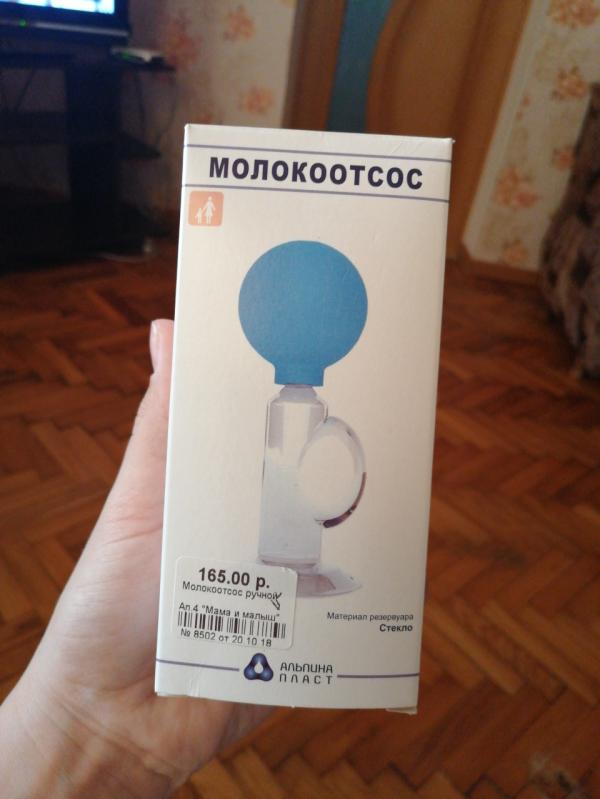 МОЛОКООТСОС
165.00 р.
Молокоотсос ручной
Ап.4 "Мама и малыш"
№ 8502 от 20.10.18
Материал резервуара
Стекло
АЛЬПИНА
ПЛАСТ